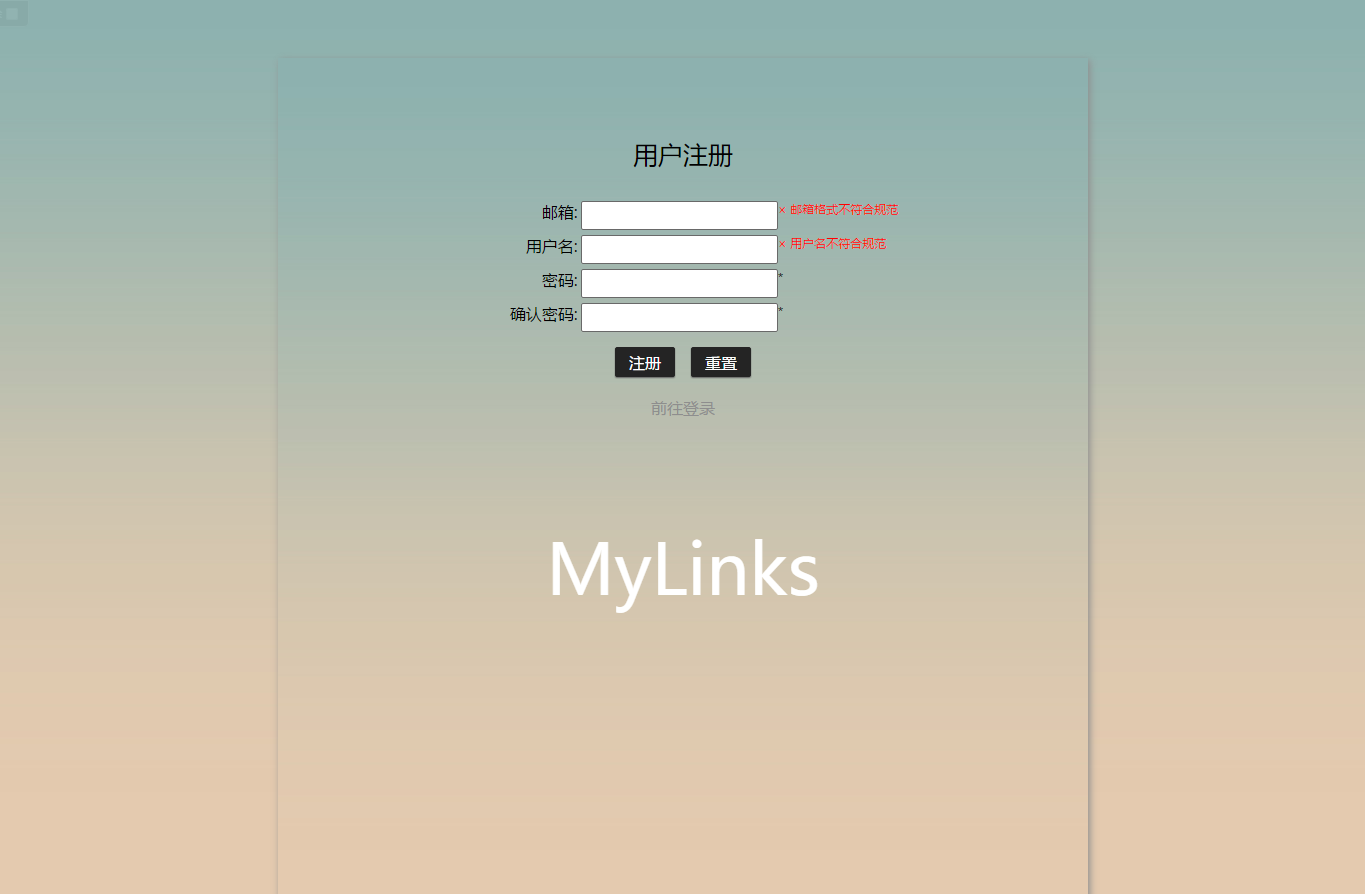 用户注册
邮箱: × 邮箱格式不符合规范
用户名: × 用户名不符合规范
密码: *
确认密码: *
注册 重置
前往登录
MyLinks